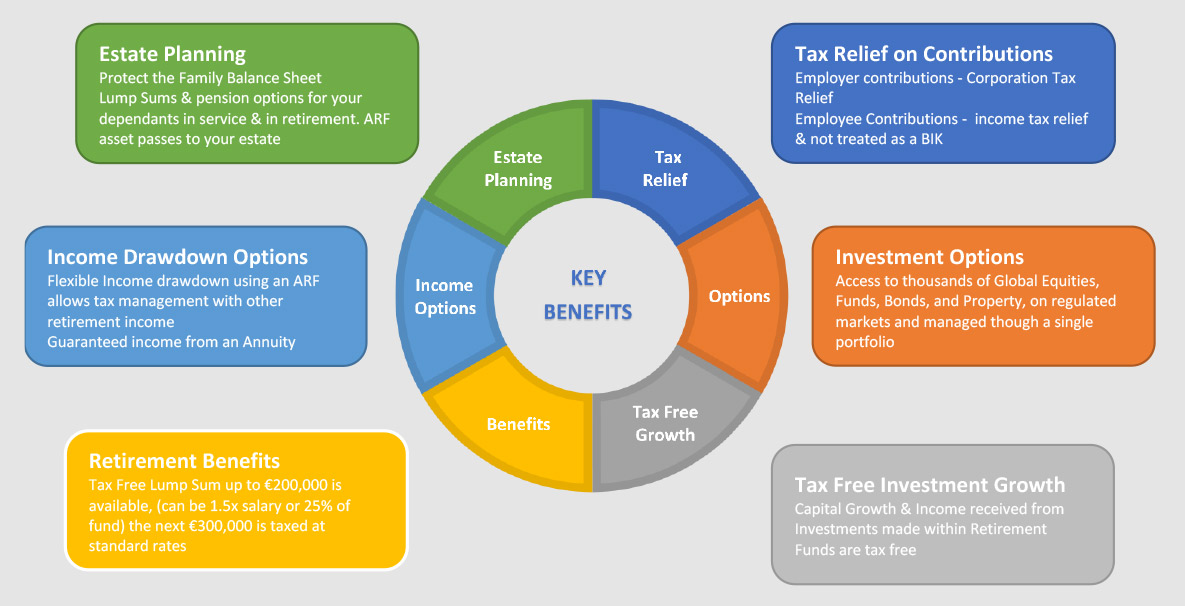 Estate Planning
Protect the Family Balance Sheet
Lump Sums & pension options for your
dependants in service & in retirement. ARF
asset passes to your estate
Tax Relief on Contributions
Employer contributions - Corporation Tax
Relief
Employee Contributions -  income tax relief
& not treated as a BIK
Estate
Planning
Tax
Relief
Income Drawdown Options
Flexible Income drawdown using an ARF
allows tax management with other
retirement income
Guaranteed income from an Annuity
Income
Options
KEY
BENEFITS
Options
Investment Options
Access to thousands of Global Equities,
Funds, Bonds, and Property, on regulated
markets and managed though a single
portfolio
Benefits
Tax Free
Growth
Retirement Benefits
Tax Free Lump Sum up to €200,000 is
available, (can be 1.5x salary or 25% of
fund) the next €300,000 is taxed at
standard rates
Tax Free Investment Growth
Capital Growth & Income received from
Investments made within Retirement
Funds are tax free